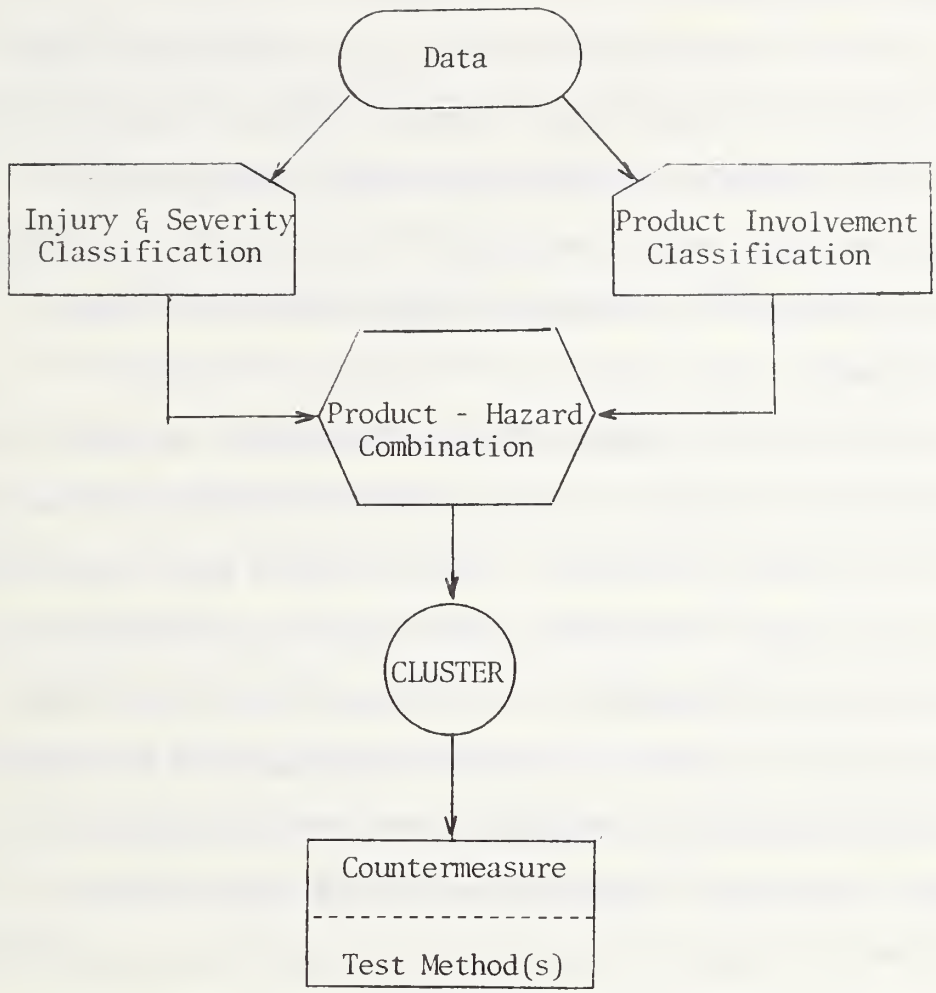 Data
Injury & Severity
Classification
Product Involvement
Classification
Product - Hazard
Combination
CLUSTER
Countermeasure
Test Method(s)